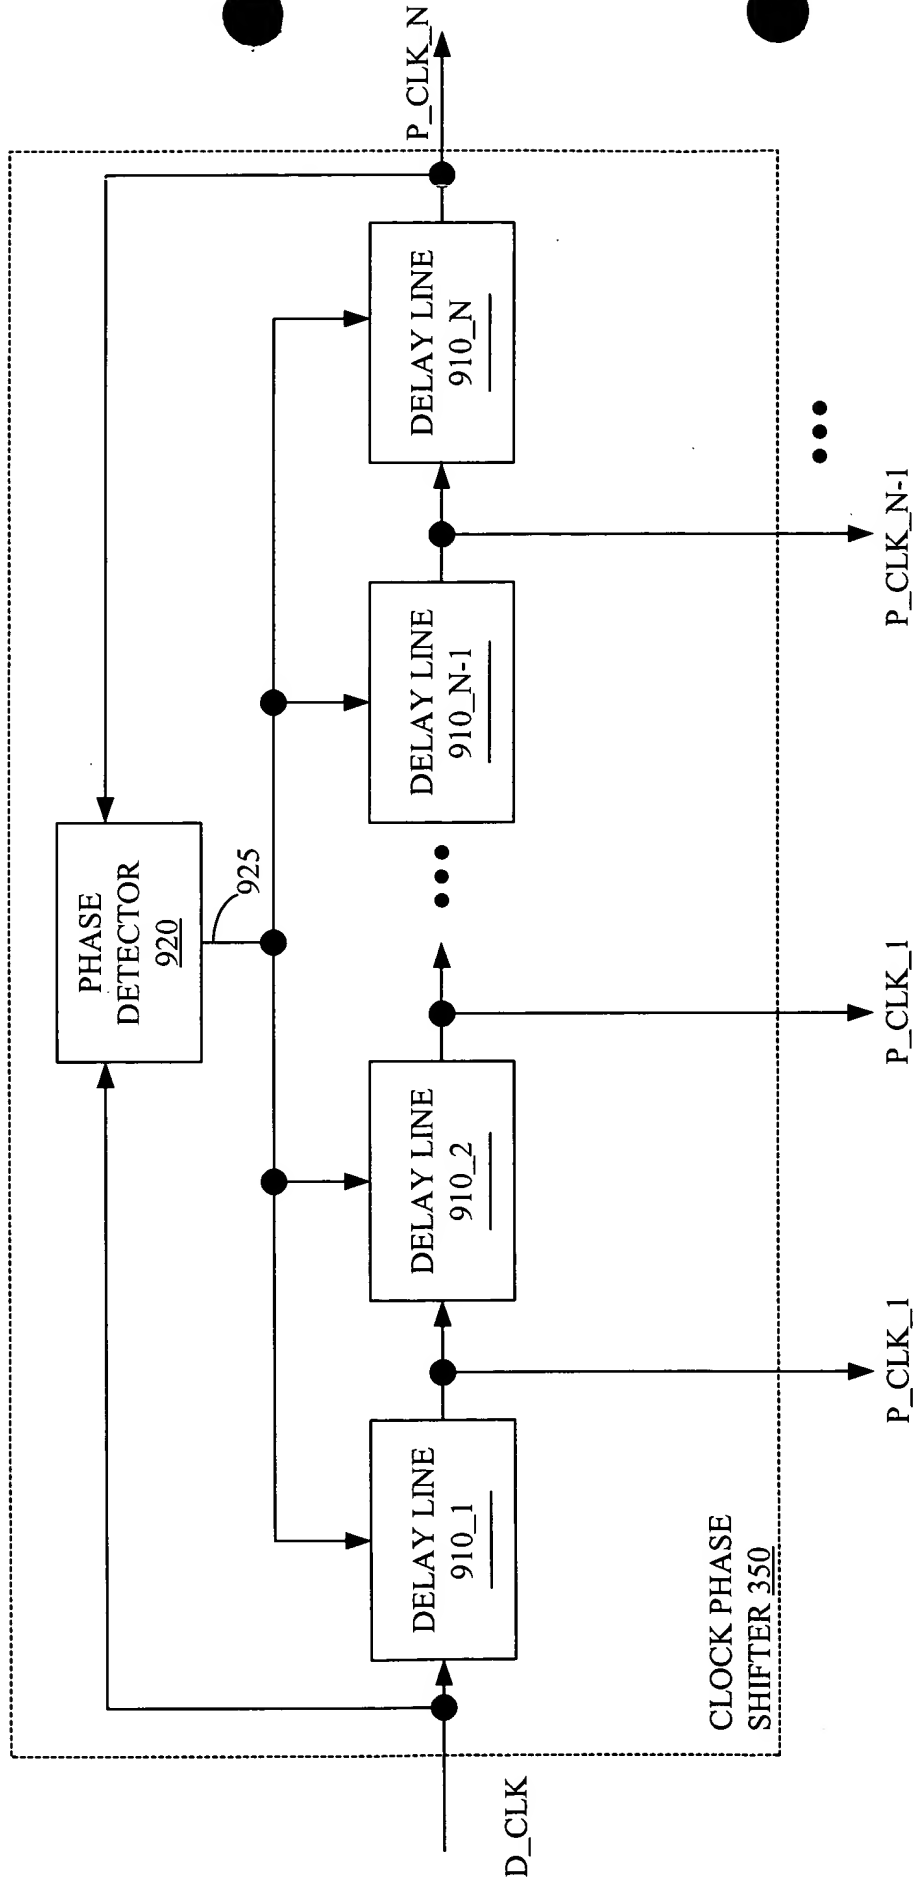 PHASE
DETECTOR
920
925
P_CLK_N
DELAY LINE
910_1
DELAY LINE
910_2
DELAY LINE
910_N-1
DELAY LINE
910_N
D_CLK
CLOCK PHASE
SHIFTER 350
P_CLK_1
P_CLK_1
P_CLK_N-1